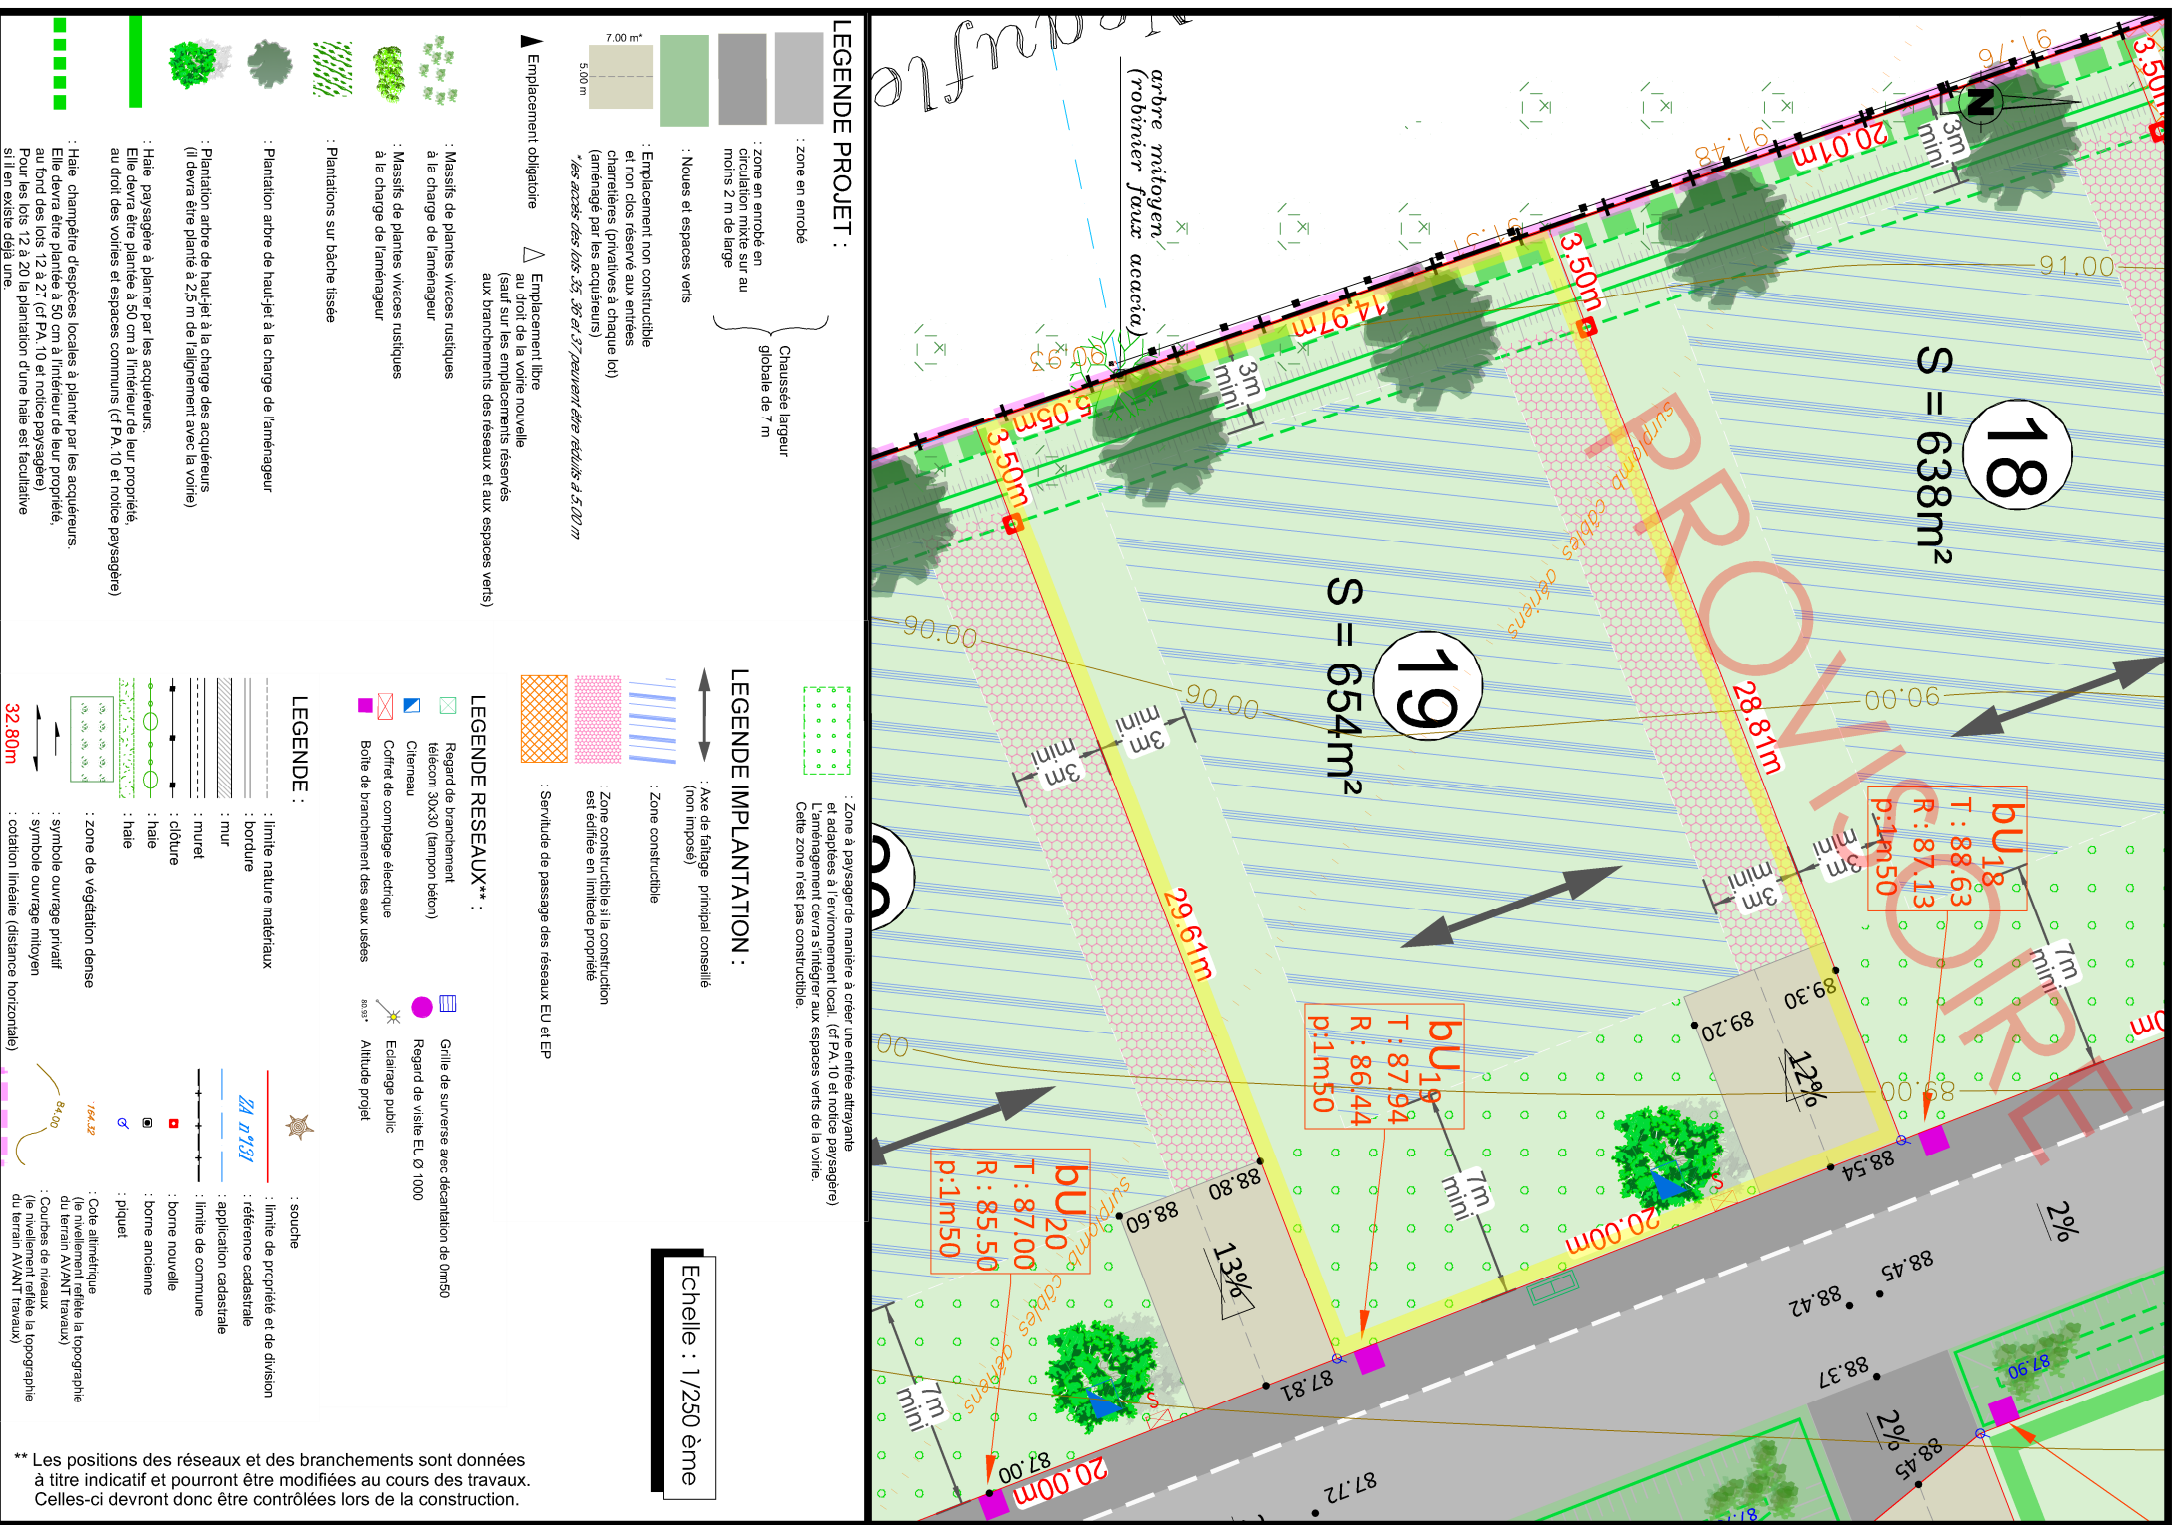 LEGENDE PROJET :
: zone en enrobé
: zone en enrobé en
circulation mixte sur au
moins 2 m de large
Chaussée largeur
globale de 7 m
: Noues et espaces verts
7.00 m*
5.00 m
: Emplacement non constructible
et non clos réservé aux entrées
charretières (privatives à chaque lot)
(aménagé par les acquéreurs)
*les accès des lots 35, 36 et 37 peuvent être réduits à 5,00 m
Emplacement obligatoire
Emplacement libre
au droit de la voirie nouvelle
(sauf sur les emplacements réservés
aux branchements des réseaux et aux espaces verts)
: Massifs de plantes vivaces rustiques
à la charge de l'aménageur
: Massifs de plantes vivaces rustiques
à la charge de l'aménageur
: Plantations sur bâche tissée
: Plantation arbre de haut-jet à la charge de l'aménageur
: Plantation arbre de haut-jet à la charge des acquéreurs
(il devra être planté à 2,5 m de l'alignement avec la voirie)
: Haie paysagère à planter par les acquéreurs.
Elle devra être plantée à 50 cm à l'intérieur de leur propriété,
au droit des voiries et espaces communs (cf PA.10 et notice paysagère)
: Haie champêtre d'espèces locales à planter par les acquéreurs.
Elle devra être plantée à 50 cm à l'intérieur de leur propriété,
au fond des lots 12 à 27 (cf PA.10 et notice paysagère)
Pour les lots 12 à 20 la plantation d'une haie est facultative
si il en existe déjà une.
: Zone à paysager de manière à créer une entrée attrayante
et adaptées à l'environnement local. (cf PA.10 et notice paysagère)
L'aménagement devra s'intégrer aux espaces verts de la voirie.
Cette zone n'est pas constructible.
LEGENDE IMPLANTATION :
: Axe de faîtage principal conseillé
(non imposé)
: Zone constructible
: Zone constructible si la construction
est édifiée en limite de propriété
: Servitude de passage des réseaux EU et EP
LEGENDE RESEAUX** :
Regard de branchement
télécom 30x30 (tampon béton)
Citerneau
Coffret de comptage électrique
Boîte de branchement des eaux usées
Grille de surverse avec décantation de 0m50
Regard de visite EU, Ø 1000
Eclairage public
80.93*
Altitude projet
LEGENDE :
: limite nature matériaux
: bordure
: mur
: muret
: clôture
: haie
: haie
: zone de végétation dense
: symbole ouvrage privatif
: symbole ouvrage mitoyen
32.80m
: cotation linéaire (distance horizontale)
: souche
: limite de propriété et de division
ZA n°131
: référence cadastrale
: application cadastrale
: limite de commune
: borne nouvelle
: borne ancienne
: piquet
164.32
: Cote altimétrique
(le nivellement reflète la topographie
du terrain AVANT travaux)
84.00
: Courbes de niveaux
(le nivellement reflète la topographie
du terrain AVANT travaux)
Echelle : 1/250 ème
** Les positions des réseaux et des branchements sont données
à titre indicatif et pourront être modifiées au cours des travaux.
Celles-ci devront donc être contrôlées lors de la construction.
arbre mitoyen
(robinier faux acacia)
N
91.76
91.48
3.50m
20.01m
3m
mini
91.00
3.50m
14.97m
3m
mini
5.05m
3.50m
18
S = 638m²
19
S = 654m²
PROVISOIRE
surplomb câbles aériens
90.00
90.00
90.00
28.81m
29.61m
3m
mini
3m
mini
3m
mini
3m
mini
bU18
T : 88.63
R : 87.13
p:1m50
bU19
T : 87.94
R : 86.44
p:1m50
bU20
T : 87.00
R : 85.50
p:1m50
7m
mini
7m
mini
7m
mini
89.30
89.20
12%
89.00
88.54
88.80
88.60
13%
87.81
20.00m
20.00m
87.00
surplomb câbles aériens
S
S
2%
88.45
88.42
88.37
87.90
2%
88.45
87.72